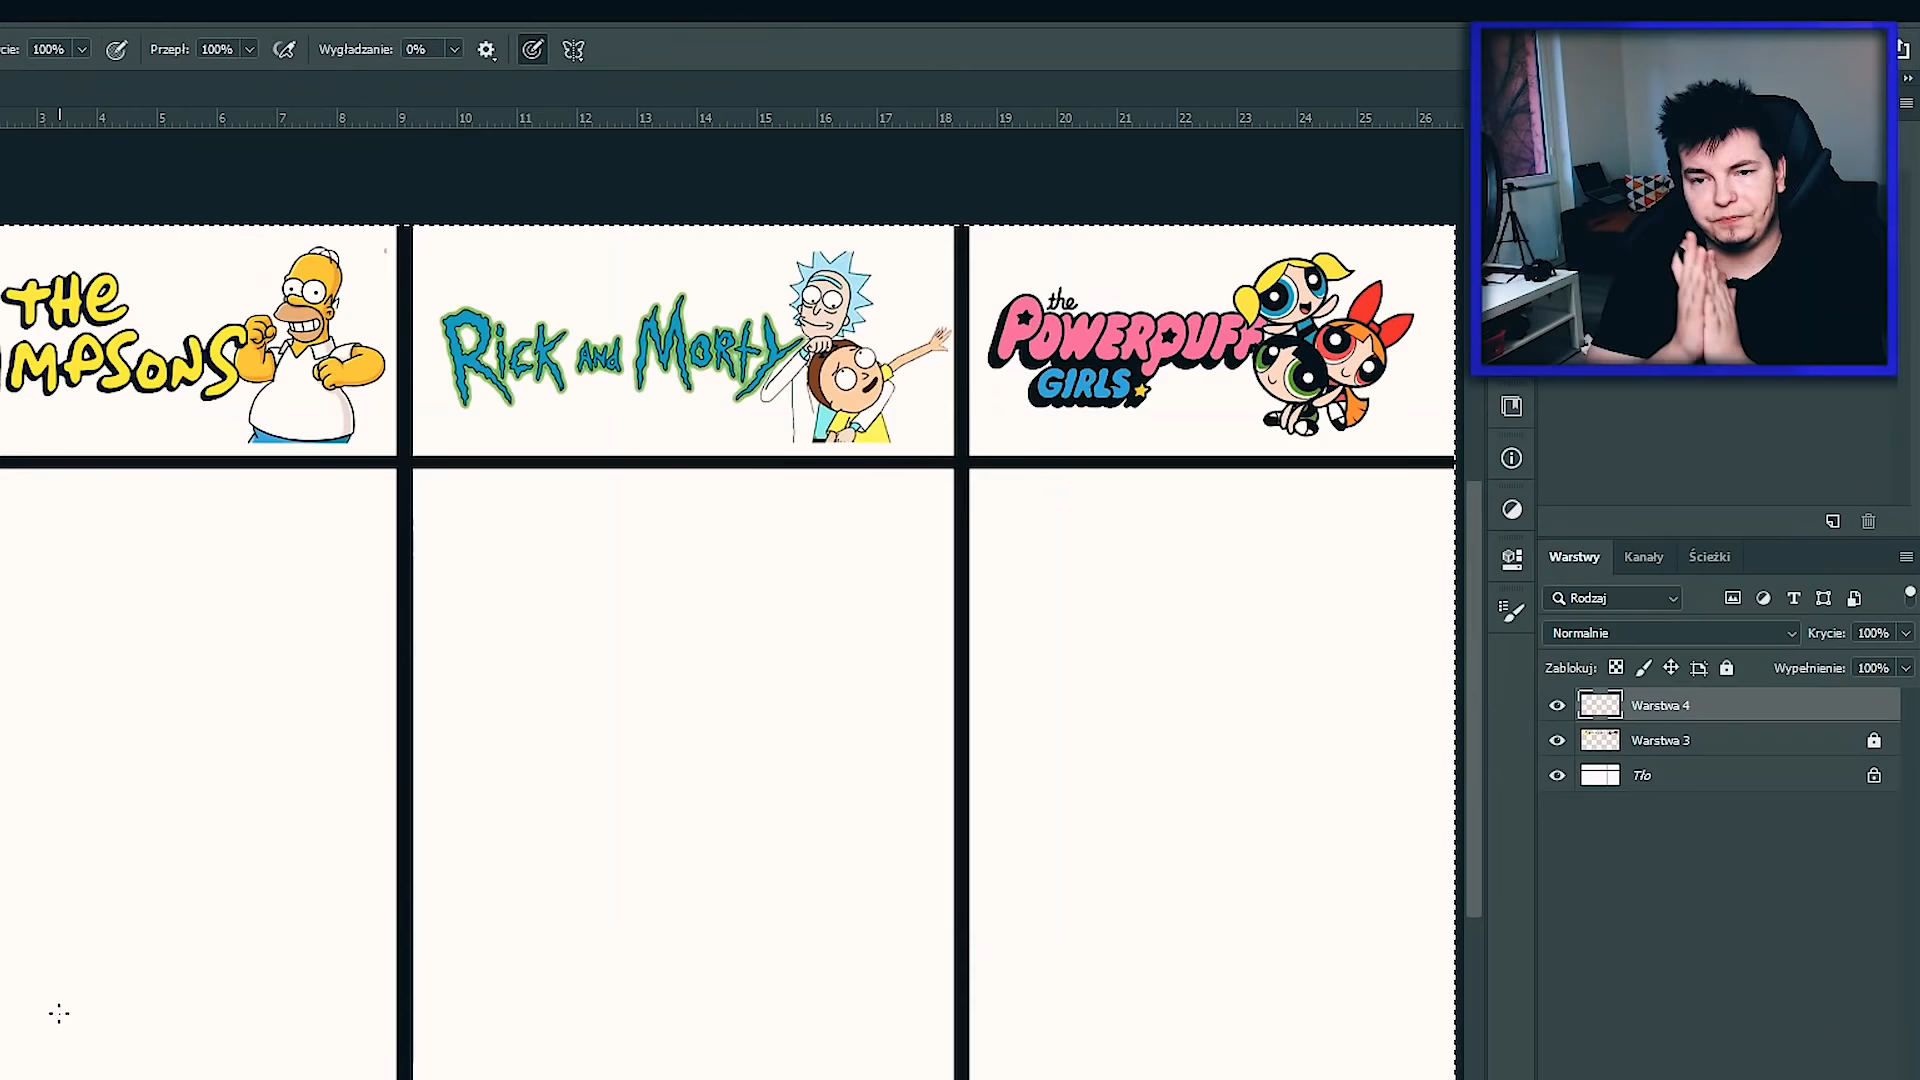 cie: 100% Przepł: 100% Wygładzanie: 0%
3 4 5 6 7 8 9 10 11 12 13 14 15 16 17 18 19 20 21 22 23 24 25 26
THE
MPSONS
RICK AND MORTY
the
POWERPUFF
GIRLS
Warstwy Kanały Ścieżki
Rodzaj
Normalnie Krycie: 100%
Zablokuj: Wypełnienie: 100%
Warstwa 4
Warstwa 3
Tło